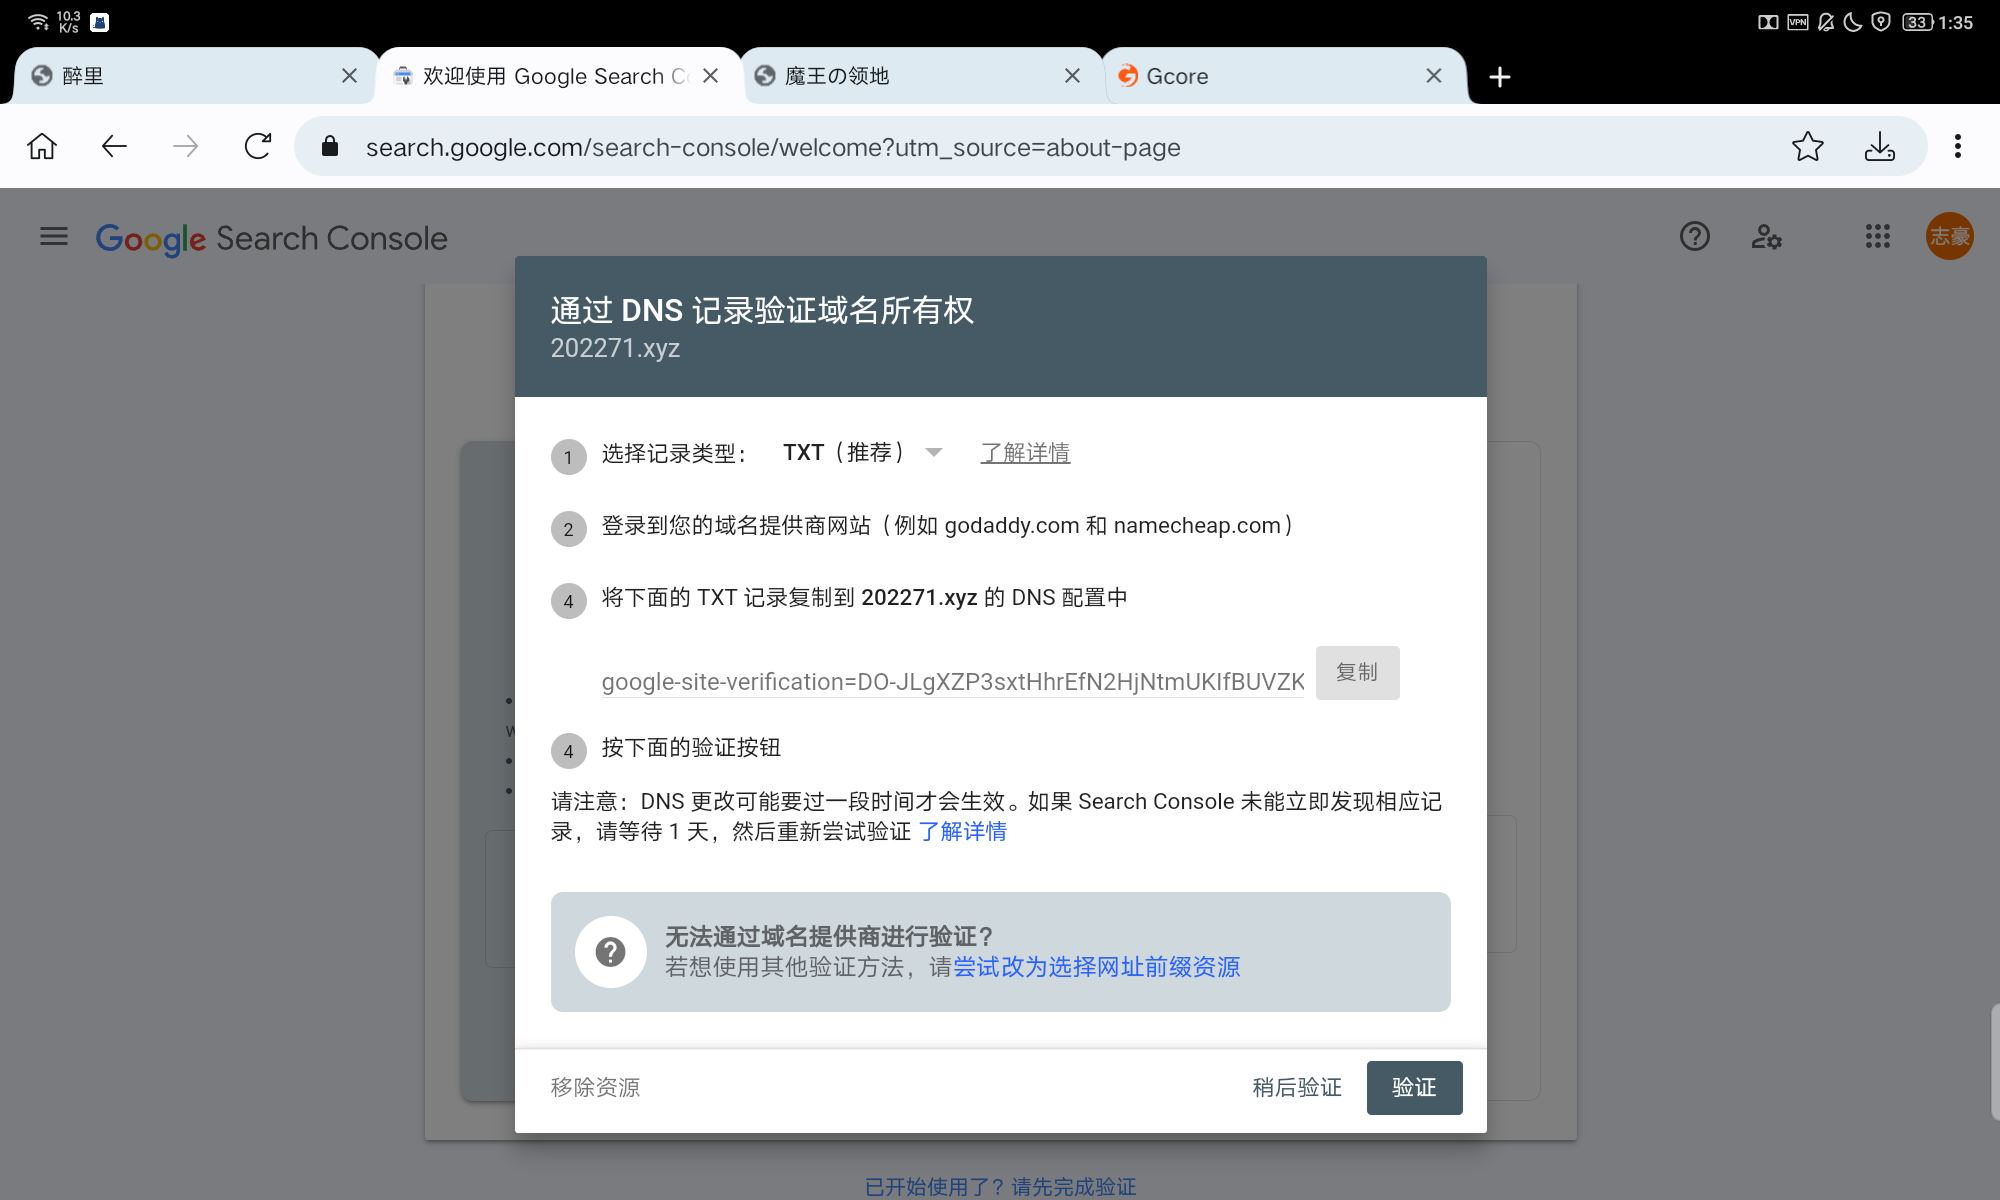 10.3
K/s
VPN
33
1:35
醉里
欢迎使用 Google Search C
魔王の领地
Gcore
search.google.com/search-console/welcome?utm_source=about-page
Google Search Console
志豪
通过 DNS 记录验证域名所有权
202271.xyz
1 选择记录类型： TXT（推荐） 了解详情
2 登录到您的域名提供商网站（例如 godaddy.com 和 namecheap.com）
4 将下面的 TXT 记录复制到 202271.xyz 的 DNS 配置中
google-site-verification=DO-JLgXZP3sxtHhrEfN2HjNtmUKIfBUVZK
复制
4 按下面的验证按钮
请注意：DNS 更改可能要过一段时间才会生效。如果 Search Console 未能立即发现相应记
录，请等待 1 天，然后重新尝试验证 了解详情
无法通过域名提供商进行验证？
若想使用其他验证方法，请尝试改为选择网址前缀资源
移除资源
稍后验证
验证
已开始使用了？请先完成验证